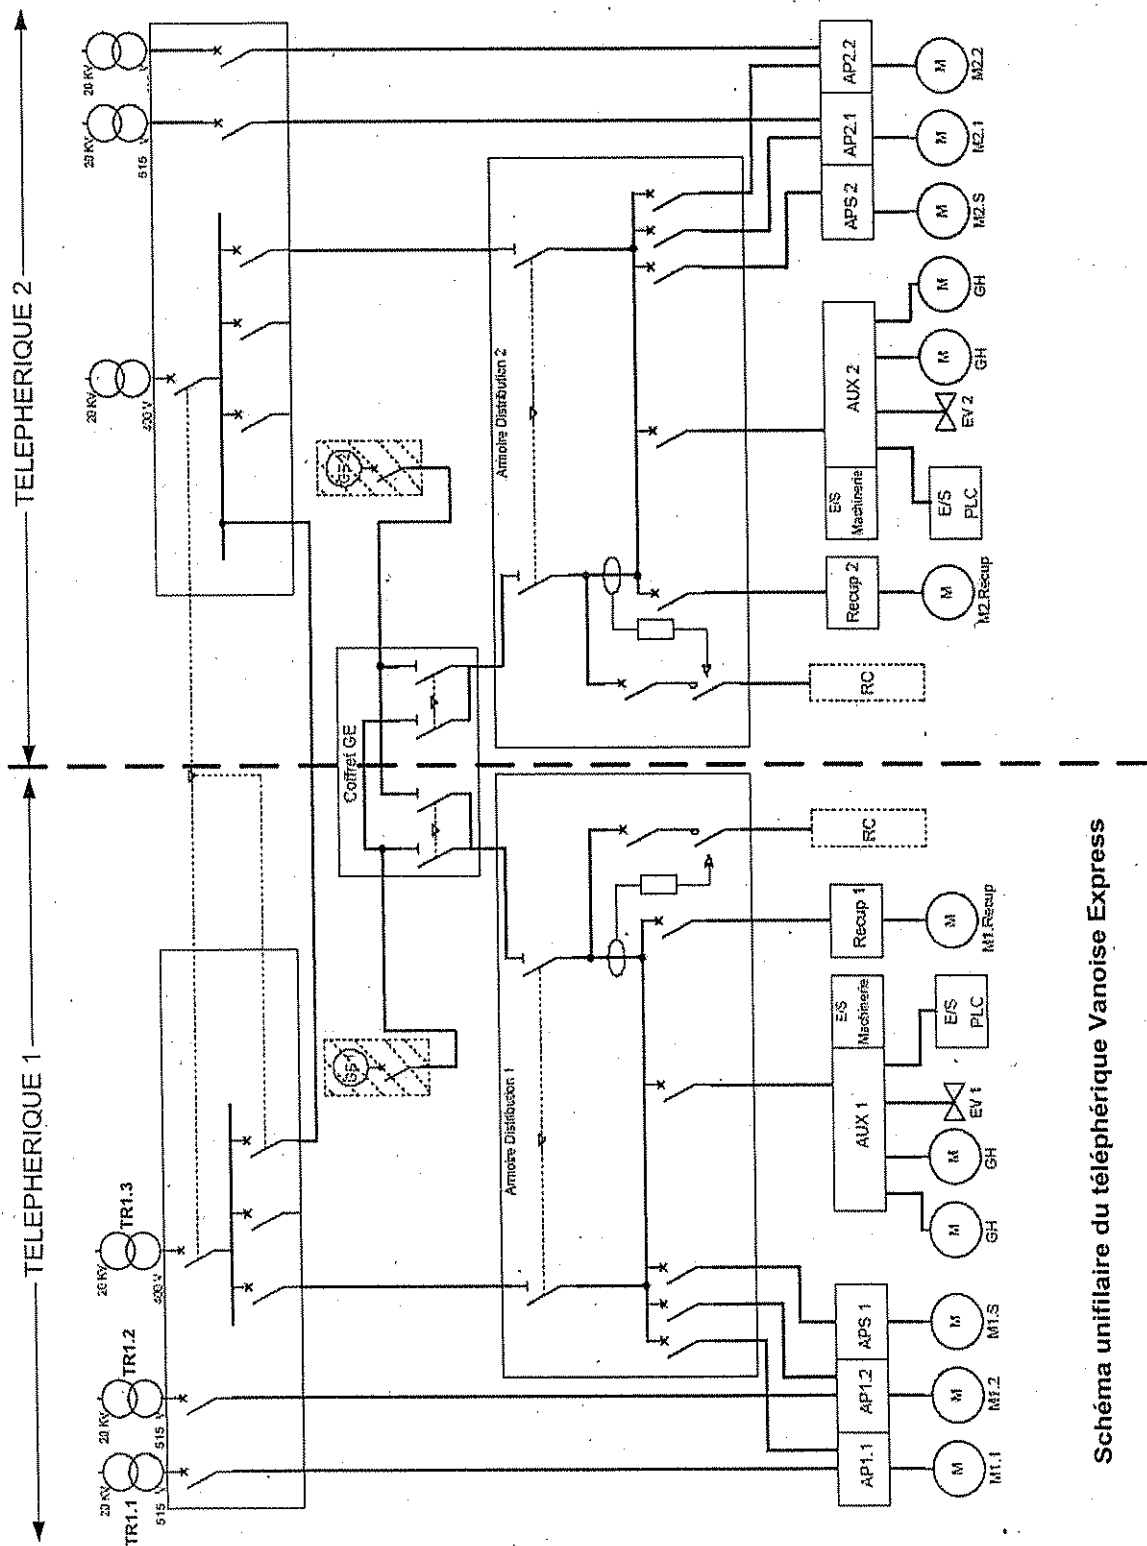 TELEPHERIQUE 1
TELEPHERIQUE 2
20 KV
TR1.1
515 V
20 KV
TR1.2
515 V
20 KV
TR1.3
400 V
20 KV
400 V
20 KV
515 V
20 KV
GE 1
Coffret GE
Armoire Distribution 1
Armoire Distribution 2
RC
RC
AP1.1
AP1.2
APS 1
AUX 1
E/S
Machinerie
Recup 1
Recup 2
E/S
Machinerie
AUX 2
APS 2
AP2.1
AP2.2
M
M1.1
M
M1.2
M
M1.S
M
GH
M
GH
EV 1
E/S
PLC
M
M1.Recup
M
M2.Recup
E/S
PLC
EV 2
M
GH
M
GH
M
M2.S
M
M2.1
M
M2.2
Schéma unifilaire du téléphérique Vanoise Express